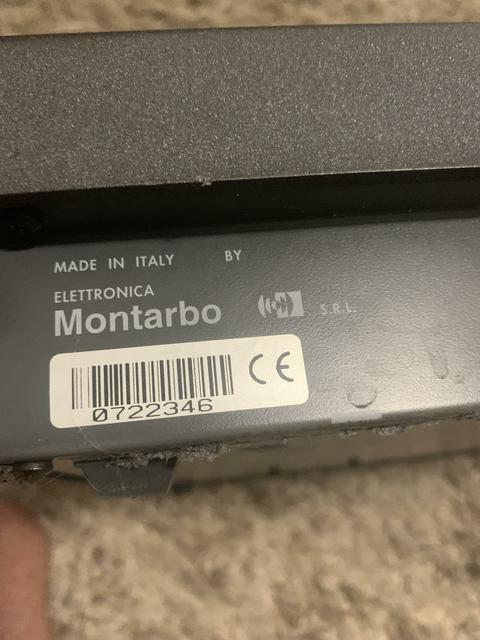 MADE IN ITALY BY
ELETTRONICA
Montarbo S.R.L.
CE
0722346